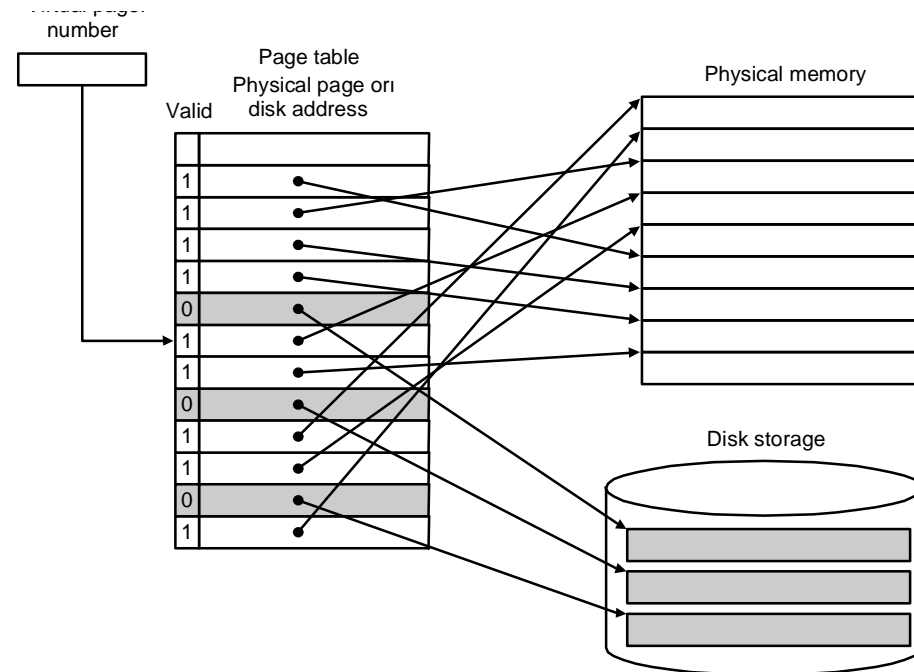 number
Page table
Physical page or
disk address
Valid
1
1
1
1
0
1
1
0
1
1
0
1
Physical memory
Disk storage